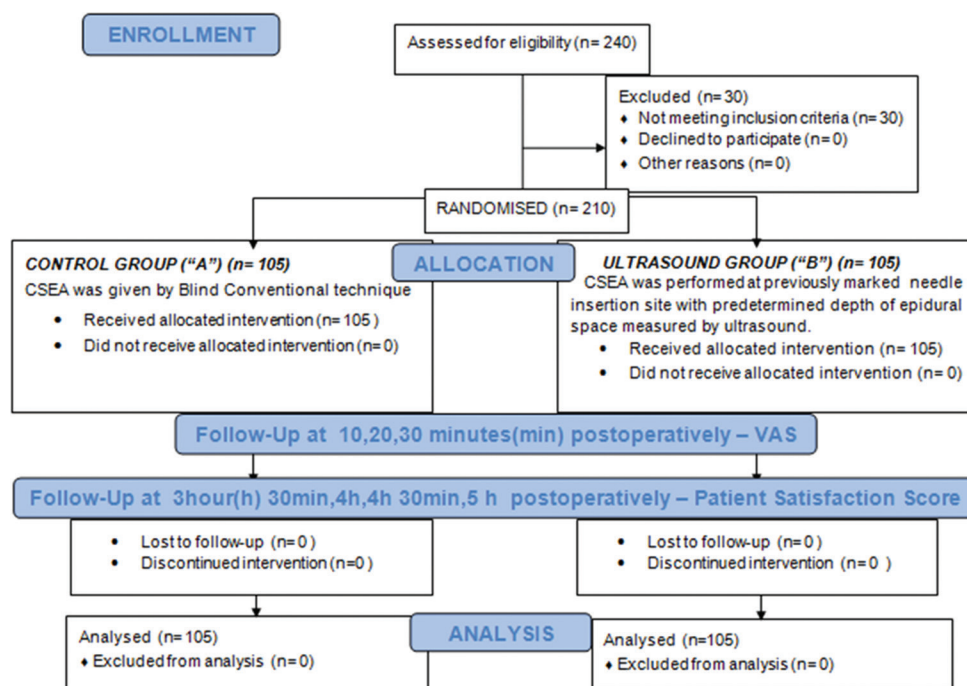 ENROLLMENT
Assessed for eligibility (n= 240)
Excluded (n= 30)
♦ Not meeting inclusion criteria (n= 30)
♦ Declined to participate (n= 0)
♦ Other reasons (n= 0)
RANDOMISED (n= 210)
ALLOCATION
CONTROL GROUP ("A") (n= 105)
CSEA was given by Blind Conventional technique
• Received allocated intervention (n= 105 )
• Did not receive allocated intervention (n= 0)
ULTRASOUND GROUP ("B") (n= 105)
CSEA was performed at previously marked needle
insertion site with predetermined depth of epidural
space measured by ultrasound.
• Received allocated intervention (n= 105)
• Did not receive allocated intervention (n= 0)
Follow-Up at 10,20,30 minutes(min) postoperatively – VAS
Follow-Up at 3hour(h) 30min,4h,4h 30min,5 h postoperatively – Patient Satisfaction Score
• Lost to follow-up (n= 0 )
• Discontinued intervention (n=0 )
• Lost to follow-up (n= 0 )
• Discontinued intervention (n= 0 )
ANALYSIS
Analysed (n= 105)
♦ Excluded from analysis (n= 0)
Analysed (n=105)
♦ Excluded from analysis (n= 0)